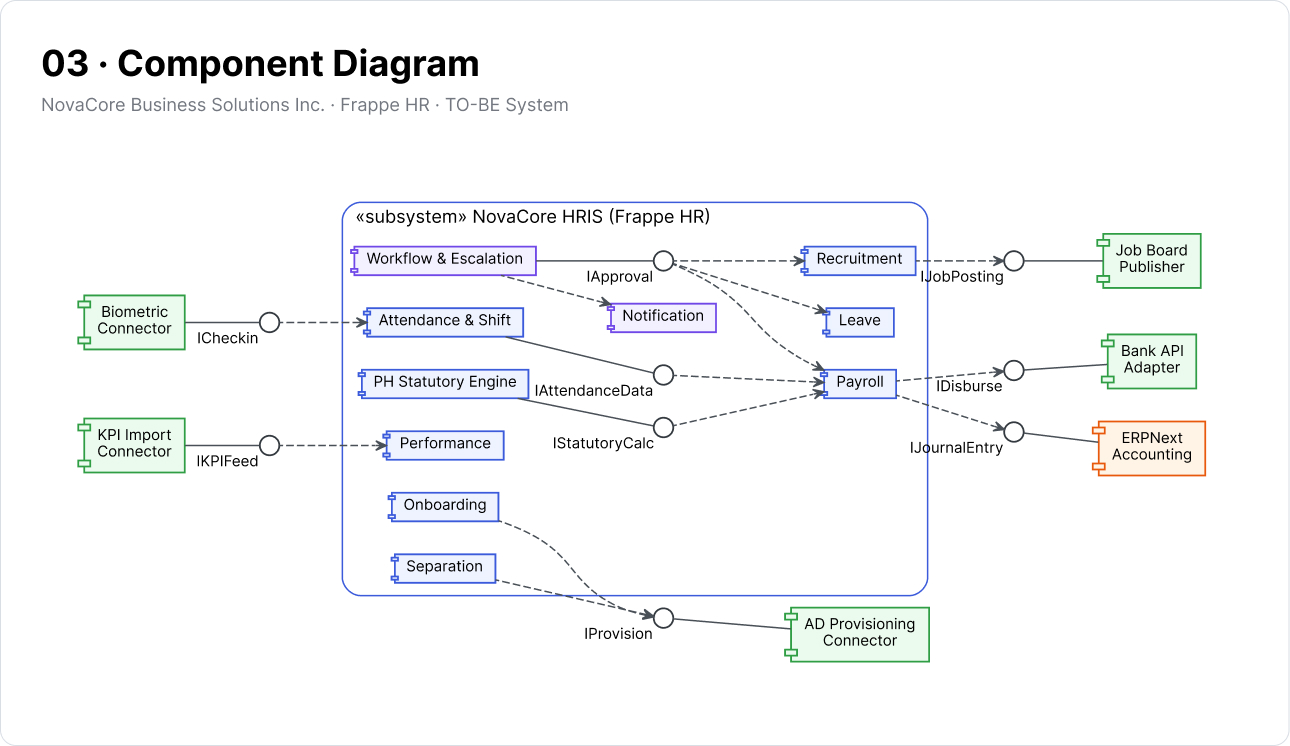 03 · Component Diagram
NovaCore Business Solutions Inc. · Frappe HR · TO-BE System
«subsystem» NovaCore HRIS (Frappe HR)
Workflow & Escalation
IApproval
Recruitment
IJobPosting
Job Board
Publisher
Biometric
Connector
ICheckin
Attendance & Shift
Notification
Leave
PH Statutory Engine
IAttendanceData
Payroll
IDisburse
Bank API
Adapter
KPI Import
Connector
IKPIFeed
Performance
IStatutoryCalc
IJournalEntry
ERPNext
Accounting
Onboarding
Separation
IProvision
AD Provisioning
Connector